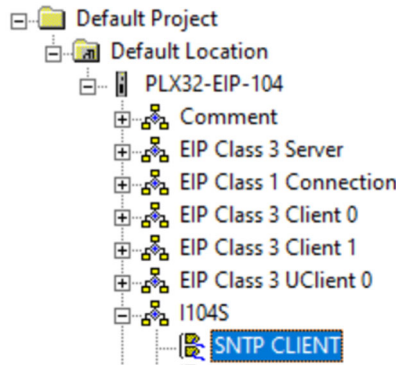 Default Project
Default Location
PLX32-EIP-104
Comment
EIP Class 3 Server
EIP Class 1 Connection
EIP Class 3 Client 0
EIP Class 3 Client 1
EIP Class 3 UClient 0
I104S
SNTP CLIENT